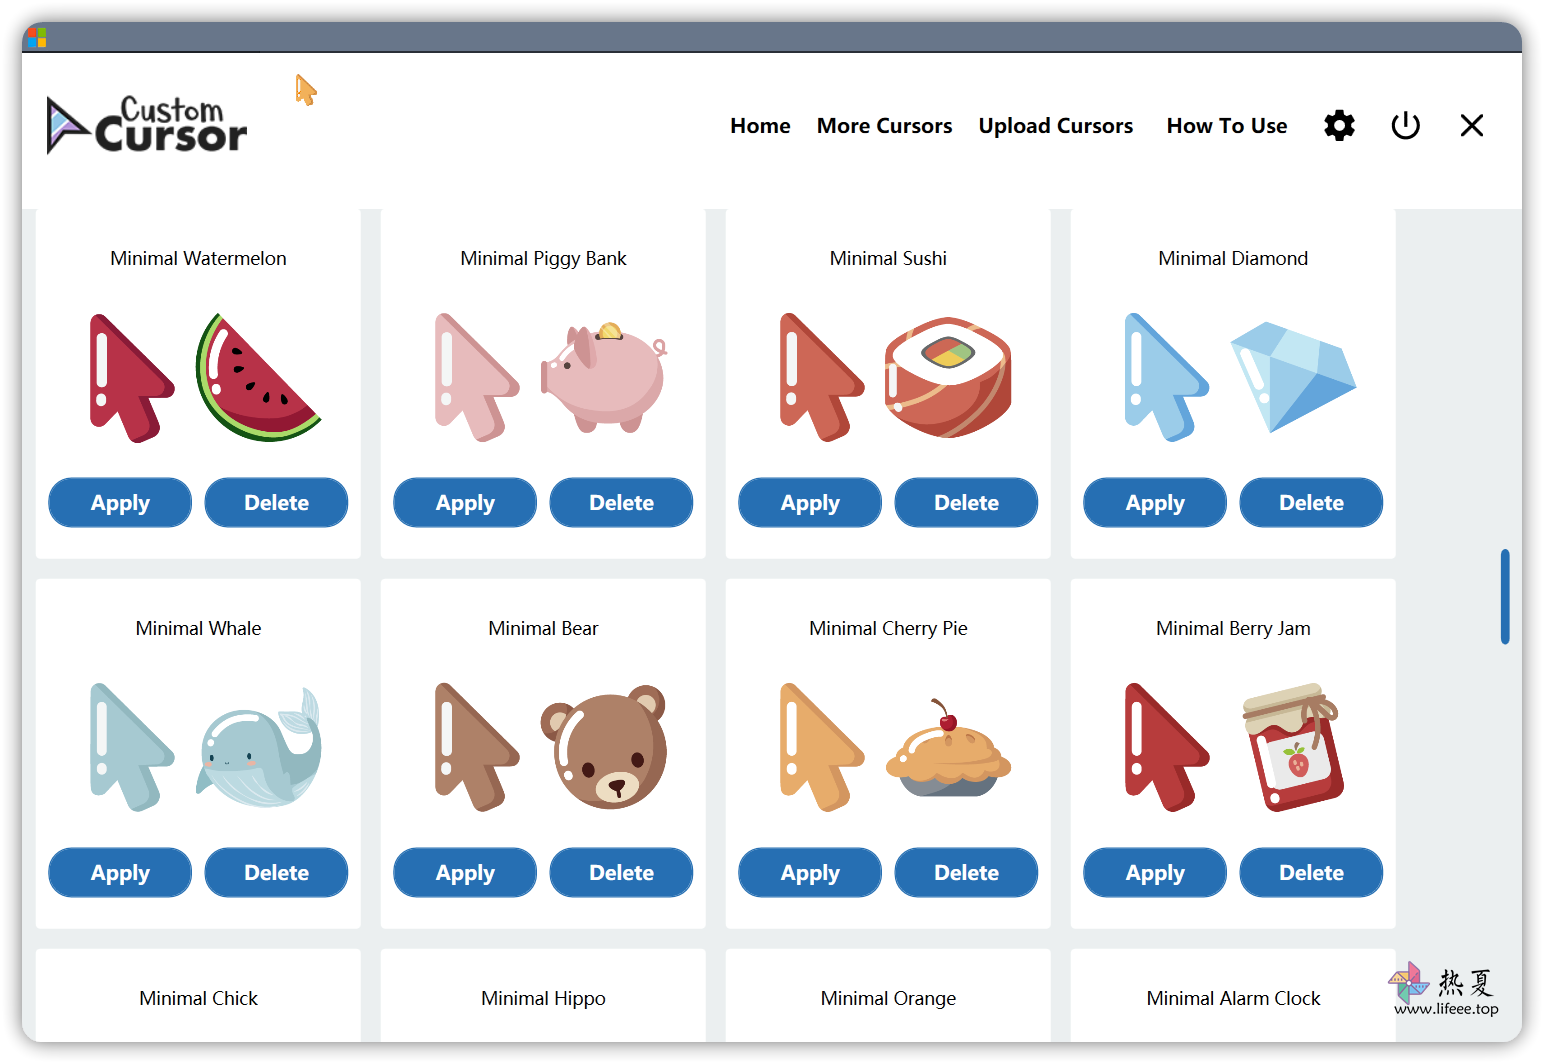 Custom
Cursor
Home More Cursors Upload Cursors How To Use
Minimal Watermelon Minimal Piggy Bank Minimal Sushi Minimal Diamond
Apply Delete Apply Delete Apply Delete Apply Delete
Minimal Whale Minimal Bear Minimal Cherry Pie Minimal Berry Jam
Apply Delete Apply Delete Apply Delete Apply Delete
Minimal Chick Minimal Hippo Minimal Orange Minimal Alarm Clock
热夏
www.lifeee.top